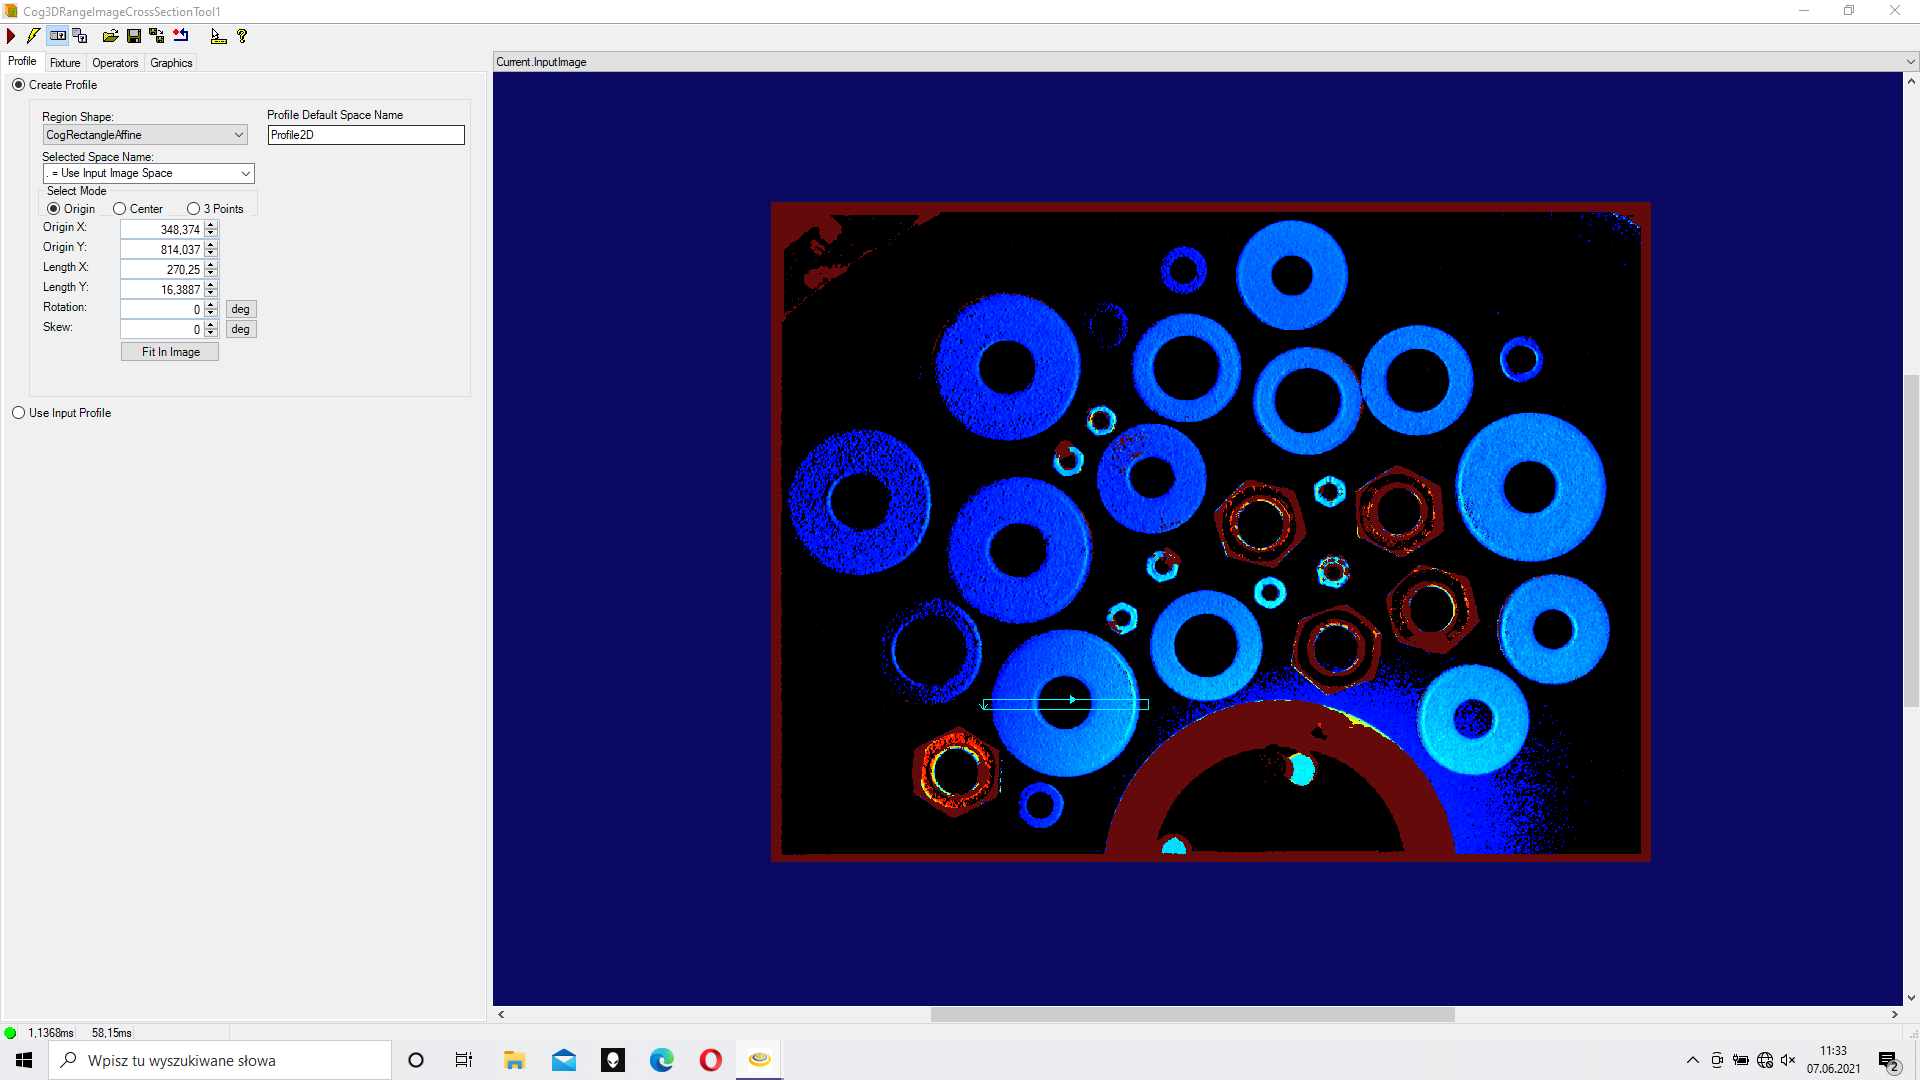 Cog3DRangeImageCrossSectionTool1
Profile
Fixture
Operators
Graphics
Current.InputImage
Create Profile
Region Shape:
Profile Default Space Name
CogRectangleAffine
Profile2D
Selected Space Name:
. = Use Input Image Space
Select Mode
Origin
Center
3 Points
Origin X:
348,374
Origin Y:
814,037
Length X:
270,25
Length Y:
16,3887
Rotation:
0
deg
Skew:
0
deg
Fit In Image
Use Input Profile
1,1368ms
58,15ms
Wpisz tu wyszukiwane słowa
11:33
07.06.2021
2